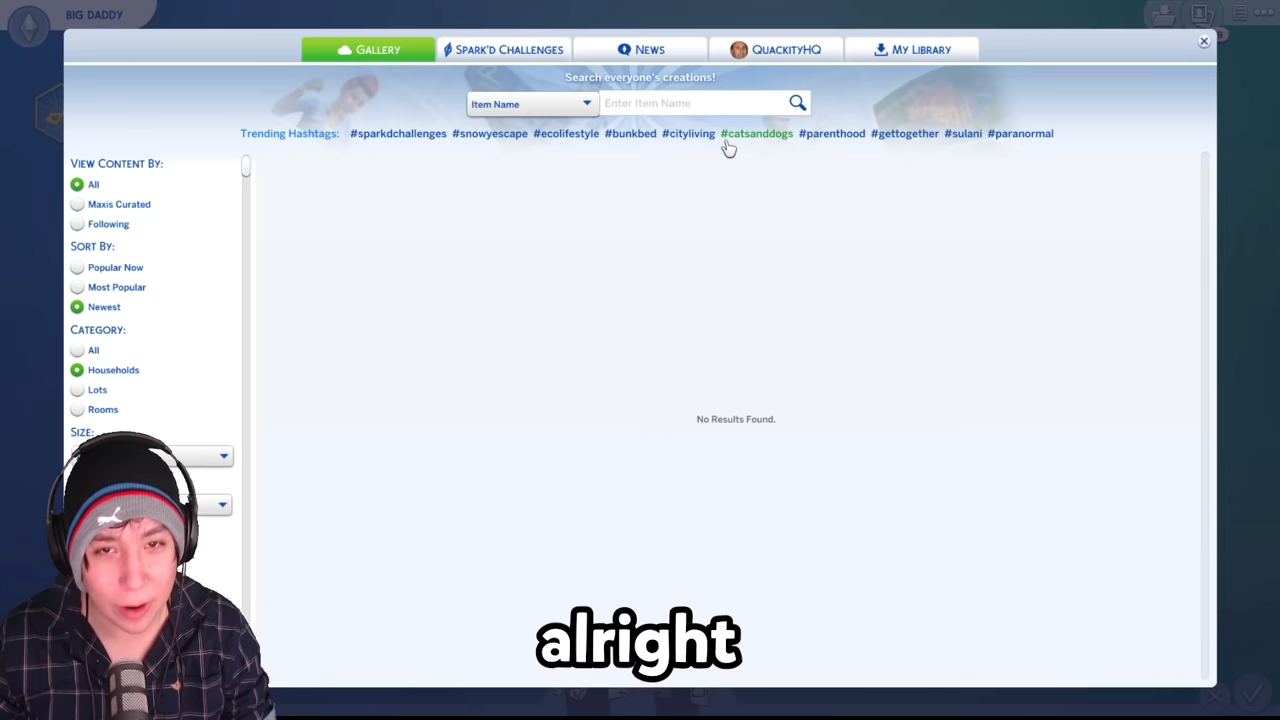 BIG DADDY
GALLERY
SPARK'D CHALLENGES
NEWS
QUACKITYHQ
MY LIBRARY
Search everyone's creations!
Item Name
Enter Item Name
Trending Hashtags: #sparkdchallenges #snowyescape #ecolifestyle #bunkbed #cityliving #catsanddogs #parenthood #gettogether #sulani #paranormal
VIEW CONTENT BY:
All
Maxis Curated
Following
SORT BY:
Popular Now
Most Popular
Newest
CATEGORY:
All
Households
Lots
Rooms
SIZE:
No Results Found.
alright